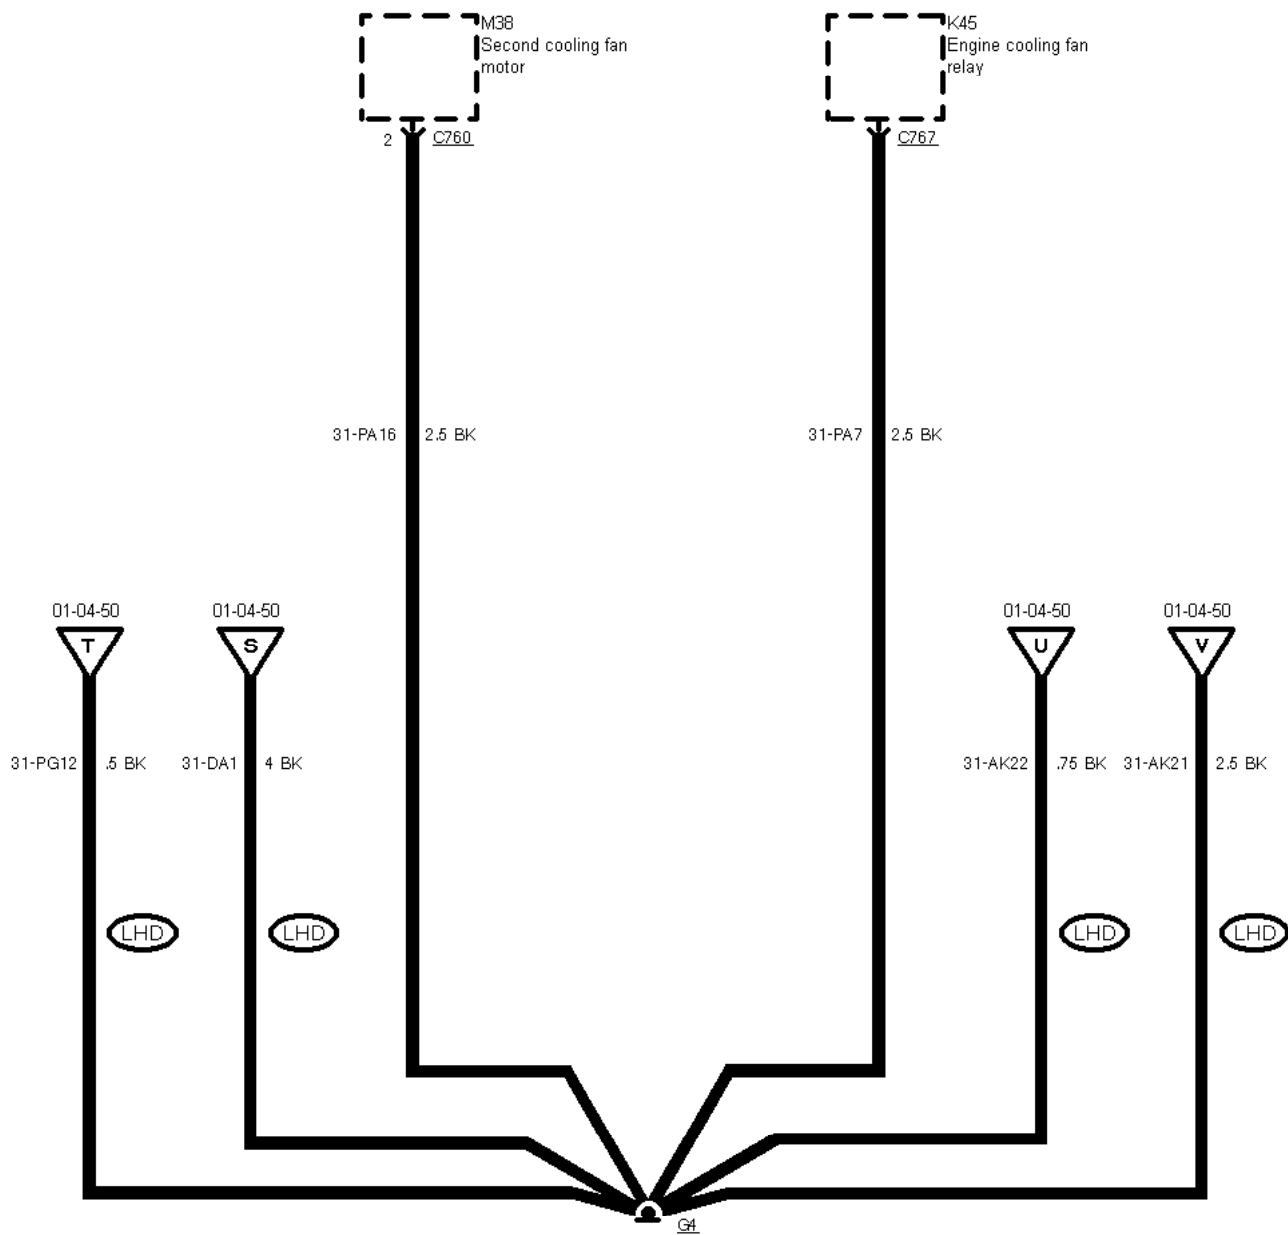 M38
Second cooling fan
motor
K45
Engine cooling fan
relay
2
C760
C767
31-PA16
2.5 BK
31-PA7
2.5 BK
01-04-50
01-04-50
01-04-50
01-04-50
T
S
U
V
31-PG12
.5 BK
31-DA1
4 BK
31-AK22
.75 BK
31-AK21
2.5 BK
LHD
LHD
LHD
LHD
G4